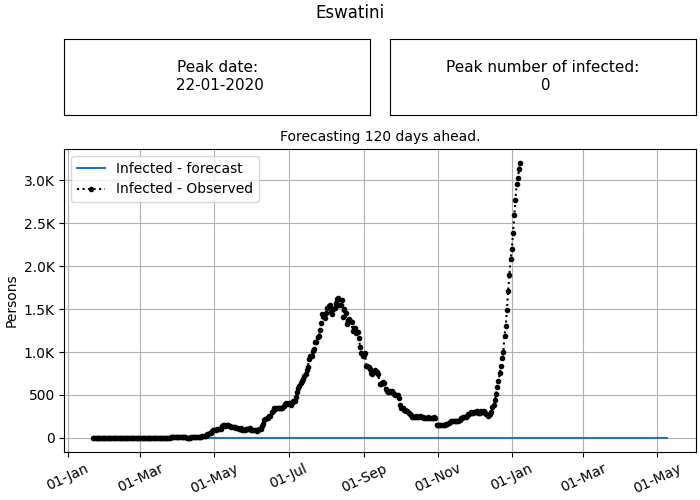 Eswatini
Peak date:
22-01-2020
Peak number of infected:
0
Forecasting 120 days ahead.
Infected - forecast
Infected - Observed
Persons
3.0K
2.5K
2.0K
1.5K
1.0K
500
0
01-Jan
01-Mar
01-May
01-Jul
01-Sep
01-Nov
01-Jan
01-Mar
01-May